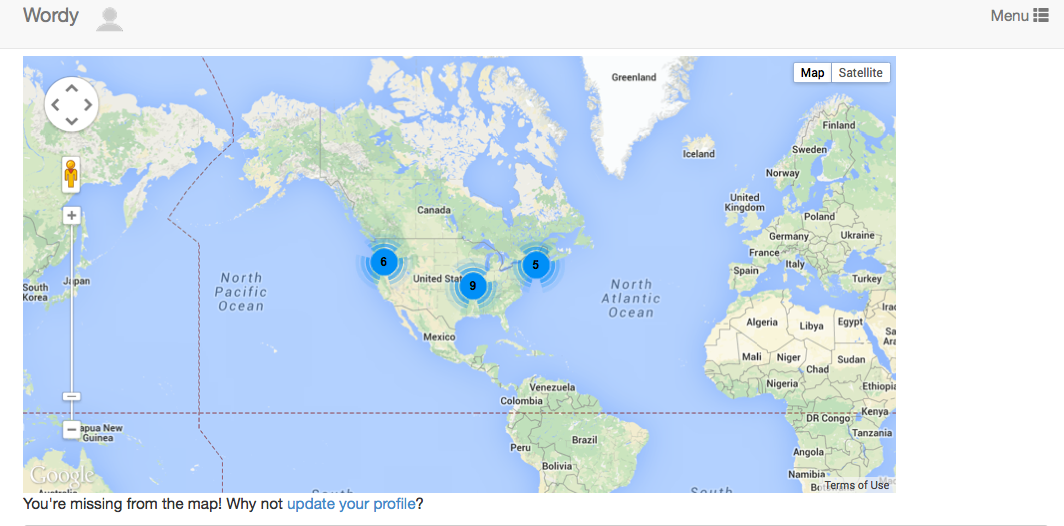 Wordy
Menu
Map
Satellite
Greenland
Finland
Iceland
Sweden
Norway
Canada
United
Kingdom
Poland
Germany
Ukraine
France
Italy
Spain
Turkey
6
5
9
United
Japan
South
Korea
North
Pacific
Ocean
North
Atlantic
Ocean
Mexico
Algeria
Libya
Egypt
Mali
Niger
Chad
Sudan
Nigeria
Ethiopia
Venezuela
Colombia
DR Congo
Kenya
Tanzania
Guinea
Peru
Brazil
Bolivia
Angola
Namibia
Google
South
South
Terms of Use
You're missing from the map! Why not update your profile?